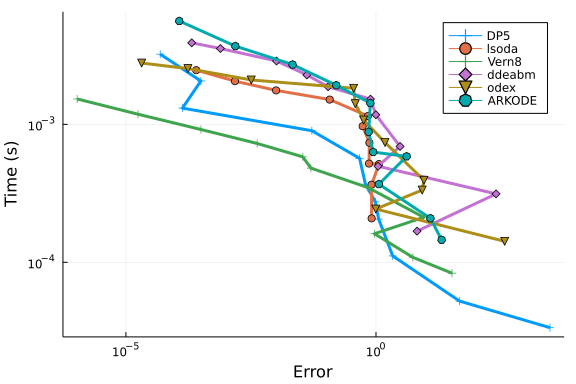 DP5
lsoda
Vern8
ddeabm
odex
ARKODE
Time (s)
10⁻³
10⁻⁴
10⁻⁵
10⁰
Error